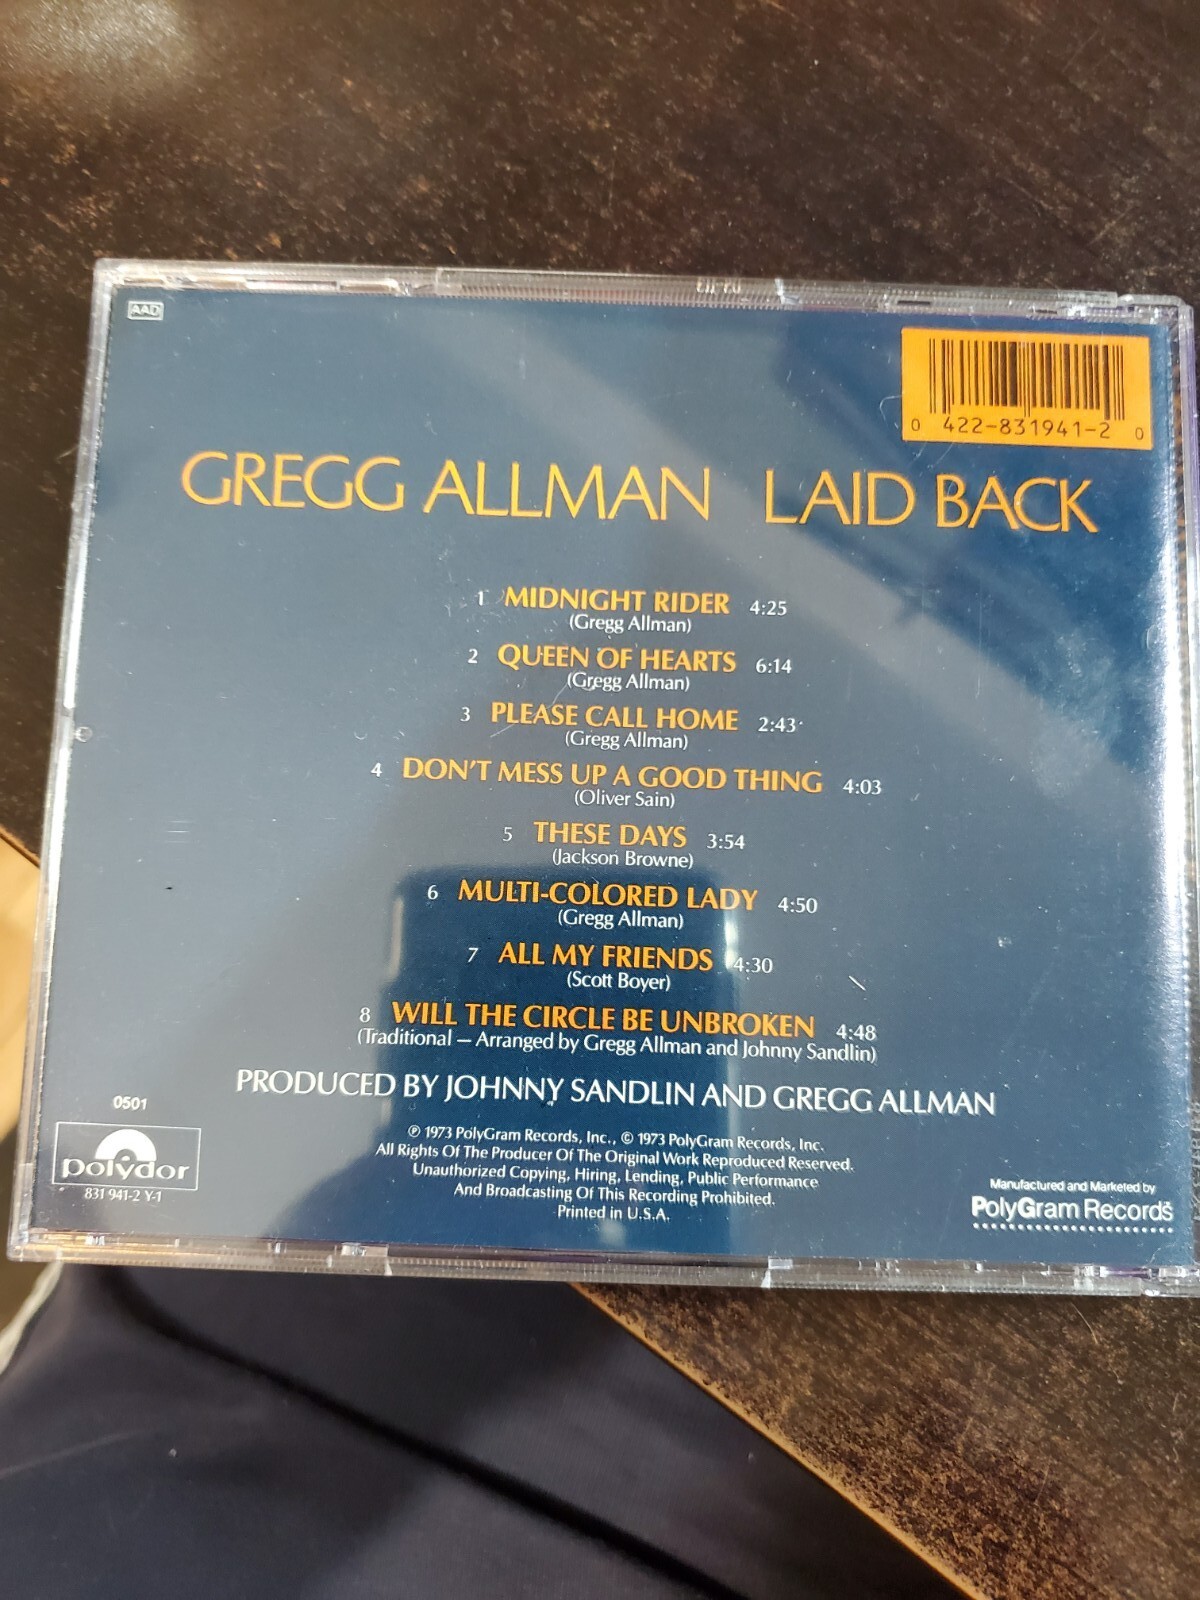 AAD
0 422-831941-2 0
GREGG ALLMAN LAID BACK
1 MIDNIGHT RIDER 4:25
(Gregg Allman)
2 QUEEN OF HEARTS 6:14
(Gregg Allman)
3 PLEASE CALL HOME 2:43
(Gregg Allman)
4 DON'T MESS UP A GOOD THING 4:03
(Oliver Sain)
5 THESE DAYS 3:54
(Jackson Browne)
6 MULTI-COLORED LADY 4:50
(Gregg Allman)
7 ALL MY FRIENDS 4:30
(Scott Boyer)
8 WILL THE CIRCLE BE UNBROKEN 4:48
(Traditional — Arranged by Gregg Allman and Johnny Sandlin)
PRODUCED BY JOHNNY SANDLIN AND GREGG ALLMAN
0501
polydor
831 941-2 Y-1
℗ 1973 PolyGram Records, Inc., © 1973 PolyGram Records, Inc.
All Rights Of The Producer Of The Original Work Reproduced Reserved.
Unauthorized Copying, Hiring, Lending, Public Performance
And Broadcasting Of This Recording Prohibited.
Printed in U.S.A.
Manufactured and Marketed by
PolyGram Records